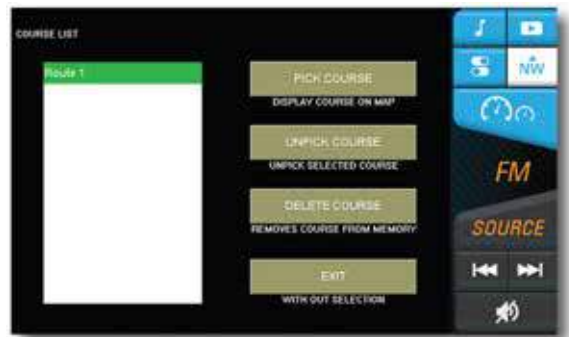 COURSE LIST
Route 1
PICK COURSE
DISPLAY COURSE ON MAP
UNPICK COURSE
UNPICK SELECTED COURSE
DELETE COURSE
REMOVES COURSE FROM MEMORY
EXIT
WITH OUT SELECTION
NW
FM
SOURCE